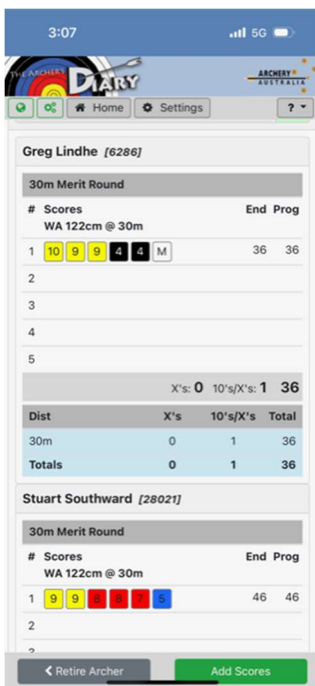 3:07 5G
THE ARCHER'S DIARY ARCHERY AUSTRALIA
Home Settings ?
Greg Lindhe [6286]
30m Merit Round
# Scores End Prog
WA 122cm @ 30m
1 10 9 9 4 4 M 36 36
2
3
4
5
X's: 0 10's/X's: 1 36
Dist X's 10's/X's Total
30m 0 1 36
Totals 0 1 36
Stuart Southward [28021]
30m Merit Round
# Scores End Prog
WA 122cm @ 30m
1 9 9 8 8 7 5 46 46
2
3
Retire Archer Add Scores